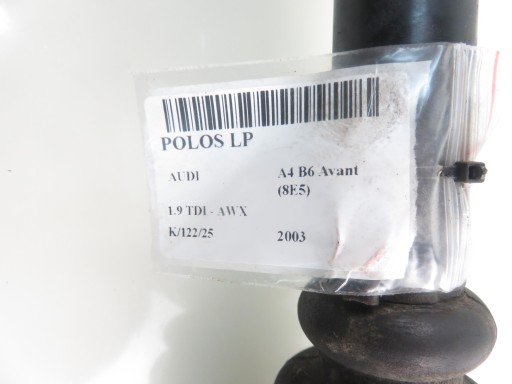 POLOS LP
AUDI A4 B6 Avant
(8E5)
1.9 TDI - AWX
K/122/25 2003